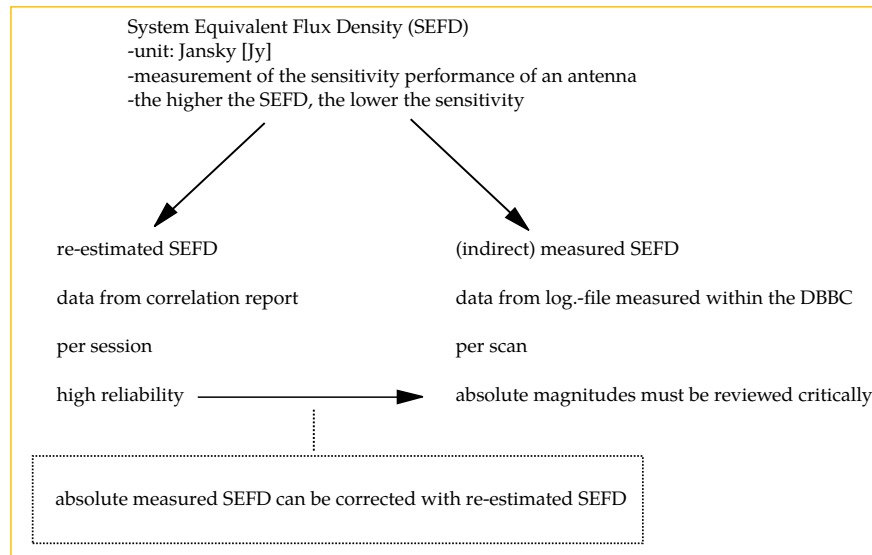 System Equivalent Flux Density (SEFD)
-unit: Jansky [Jy]
-measurement of the sensitivity performance of an antenna
-the higher the SEFD, the lower the sensitivity
re-estimated SEFD
data from correlation report
per session
high reliability
(indirect) measured SEFD
data from log.-file measured within the DBBC
per scan
absolute magnitudes must be reviewed critically
absolute measured SEFD can be corrected with re-estimated SEFD